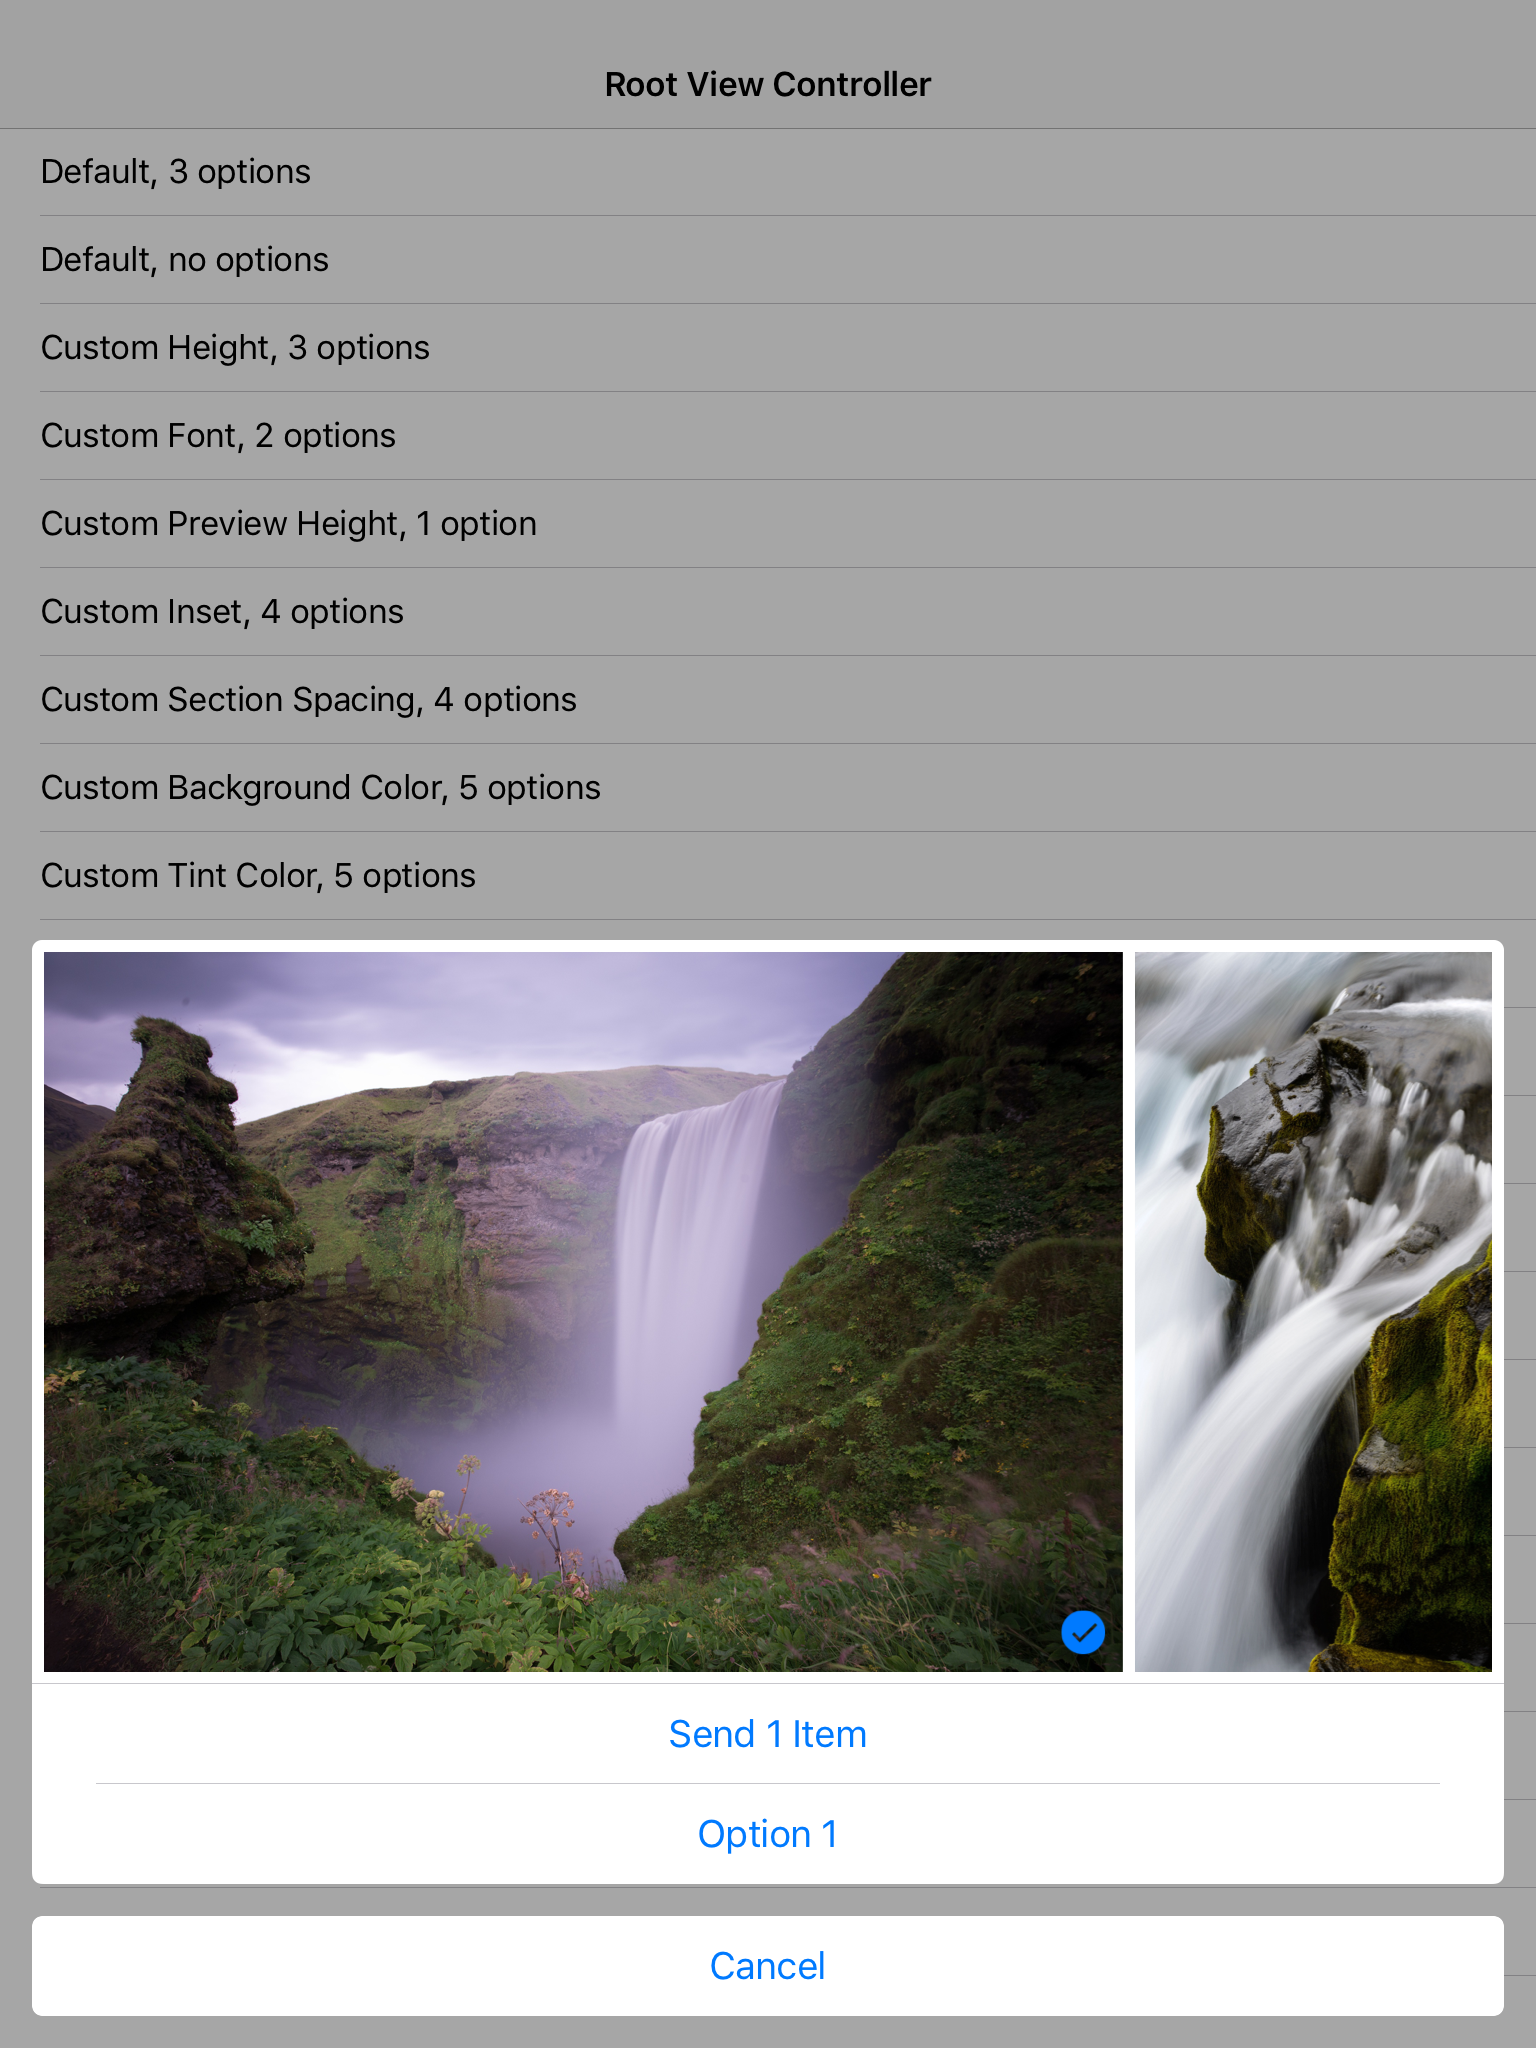 Root View Controller
Default, 3 options
Default, no options
Custom Height, 3 options
Custom Font, 2 options
Custom Preview Height, 1 option
Custom Inset, 4 options
Custom Section Spacing, 4 options
Custom Background Color, 5 options
Custom Tint Color, 5 options
Send 1 Item
Option 1
Cancel